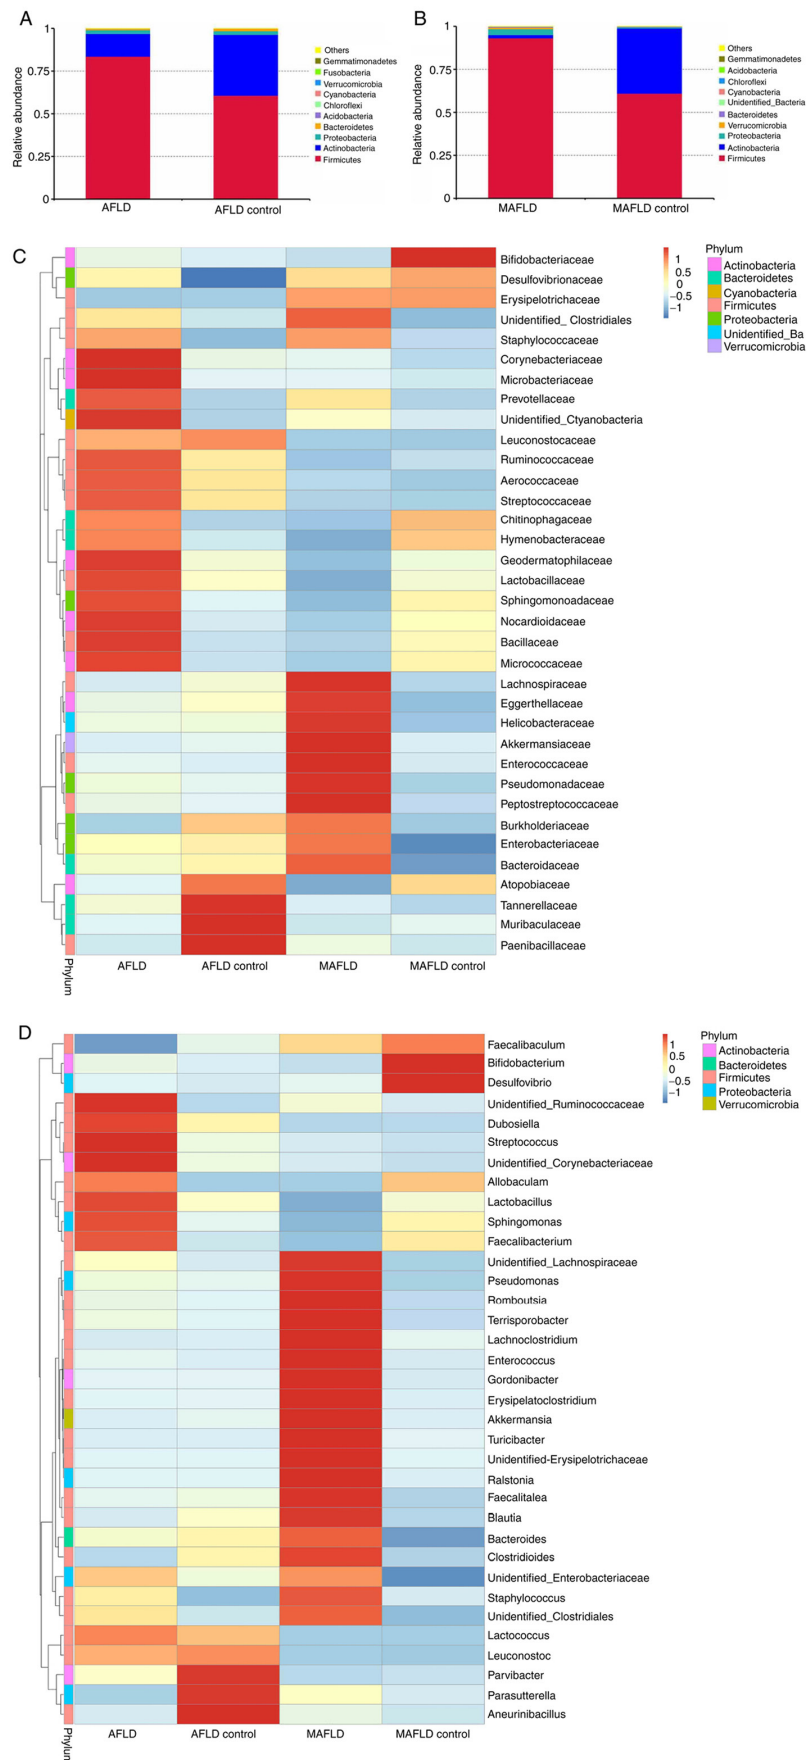 A
Relative abundance
1
0.75
0.5
0.25
0
AFLD
AFLD control
Others
Gemmatimonadetes
Fusobacteria
Verrucomicrobia
Cyanobacteria
Chloroflexi
Acidobacteria
Bacteroidetes
Proteobacteria
Actinobacteria
Firmicutes
B
Relative abundance
1
0.75
0.5
0.25
0
MAFLD
MAFLD control
Others
Gemmatimonadetes
Acidobacteria
Chloroflexi
Cyanobacteria
Unidentified_Bacteria
Bacteroidetes
Verrucomicrobia
Proteobacteria
Actinobacteria
Firmicutes
C
Bifidobacteriaceae
Desulfovibrionaceae
Erysipelotrichaceae
Unidentified_ Clostridiales
Staphylococcaceae
Corynebacteriaceae
Microbacteriaceae
Prevotellaceae
Unidentified_Ctyanobacteria
Leuconostocaceae
Ruminococcaceae
Aerococcaceae
Streptococcaceae
Chitinophagaceae
Hymenobacteraceae
Geodermatophilaceae
Lactobacillaceae
Sphingomonoadaceae
Nocardioidaceae
Bacillaceae
Micrococcaceae
Lachnospiraceae
Eggerthellaceae
Helicobacteraceae
Akkermansiaceae
Enterococcaceae
Pseudomonadaceae
Peptostreptococcaceae
Burkholderiaceae
Enterobacteriaceae
Bacteroidaceae
Atopobiaceae
Tannerellaceae
Muribaculaceae
Paenibacillaceae
Phylum
AFLD
AFLD control
MAFLD
MAFLD control
1
0.5
0
−0.5
−1
Phylum
Actinobacteria
Bacteroidetes
Cyanobacteria
Firmicutes
Proteobacteria
Unidentified_Ba
Verrucomicrobia
D
Faecalibaculum
Bifidobacterium
Desulfovibrio
Unidentified_Ruminococcaceae
Dubosiella
Streptococcus
Unidentified_Corynebacteriaceae
Allobaculam
Lactobacillus
Sphingomonas
Faecalibacterium
Unidentified_Lachnospiraceae
Pseudomonas
Romboutsia
Terrisporobacter
Lachnoclostridium
Enterococcus
Gordonibacter
Erysipelatoclostridium
Akkermansia
Turicibacter
Unidentified-Erysipelotrichaceae
Ralstonia
Faecalitalea
Blautia
Bacteroides
Clostridioides
Unidentified_Enterobacteriaceae
Staphylococcus
Unidentified_Clostridiales
Lactococcus
Leuconostoc
Parvibacter
Parasutterella
Aneurinibacillus
Phylum
AFLD
AFLD control
MAFLD
MAFLD control
1
0.5
0
−0.5
−1
Phylum
Actinobacteria
Bacteroidetes
Firmicutes
Proteobacteria
Verrucomicrobia